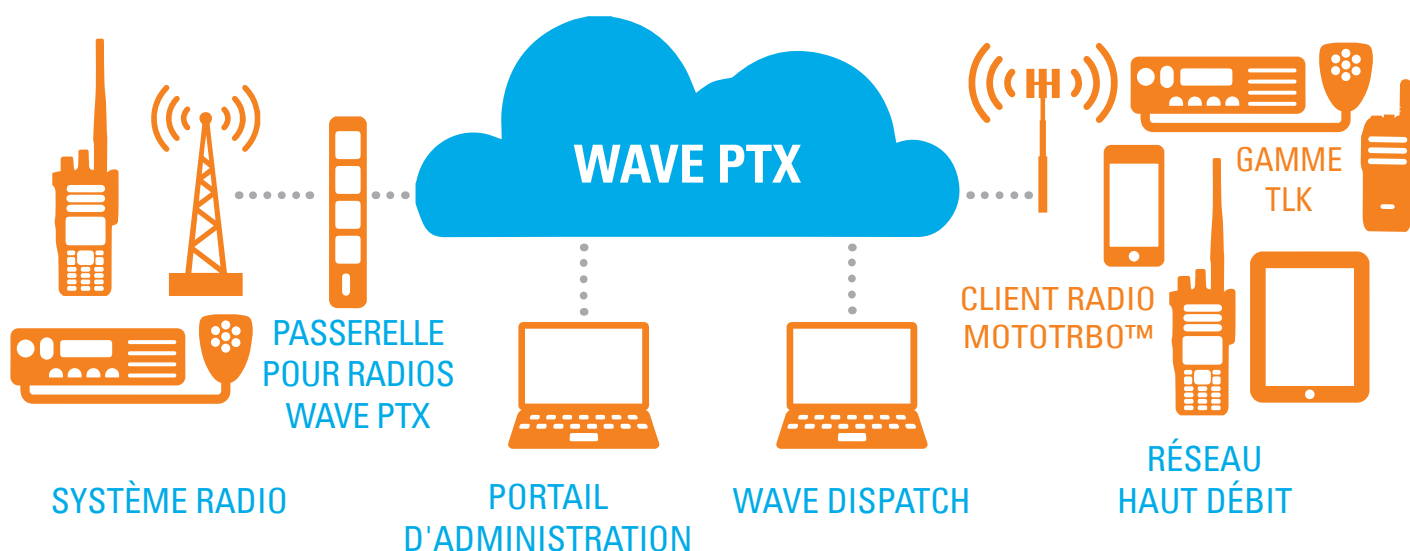 WAVE PTX
GAMME
TLK
CLIENT RADIO
MOTOTRBO™
PASSERELLE
POUR RADIOS
WAVE PTX
SYSTÈME RADIO
PORTAIL
D'ADMINISTRATION
WAVE DISPATCH
RÉSEAU
HAUT DÉBIT